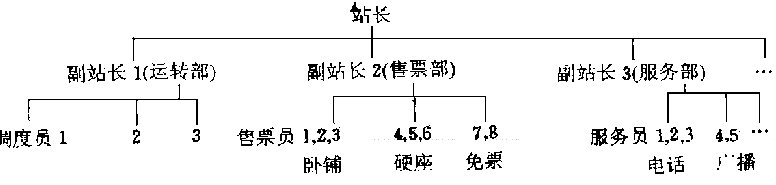 站长
副站长1(运转部) 副站长2(售票部) 副站长3(服务部) …
调度员1 2 3 售票员1,2,3 4,5,6 7,8 服务员1,2,3 4,5 …
卧铺 硬座 免票 电话 广播